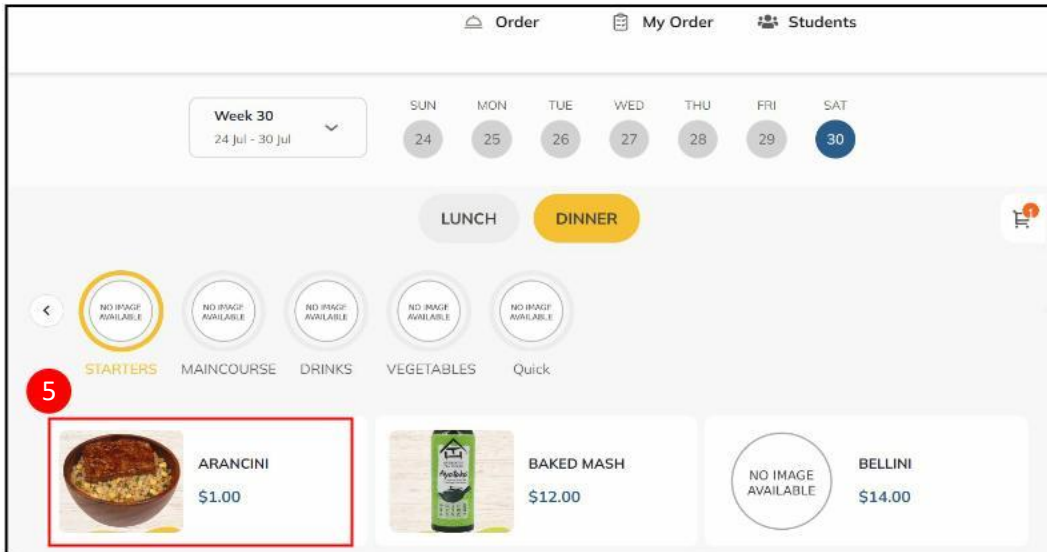 Order My Order Students
SUN MON TUE WED THU FRI SAT
Week 30
24 Jul - 30 Jul
24 25 26 27 28 29 30
LUNCH DINNER
1
NO IMAGE
AVAILABLE
NO IMAGE
AVAILABLE
NO IMAGE
AVAILABLE
NO IMAGE
AVAILABLE
NO IMAGE
AVAILABLE
STARTERS MAINCOURSE DRINKS VEGETABLES Quick
5
ARANCINI
$1.00
BAKED MASH
$12.00
NO IMAGE
AVAILABLE
BELLINI
$14.00